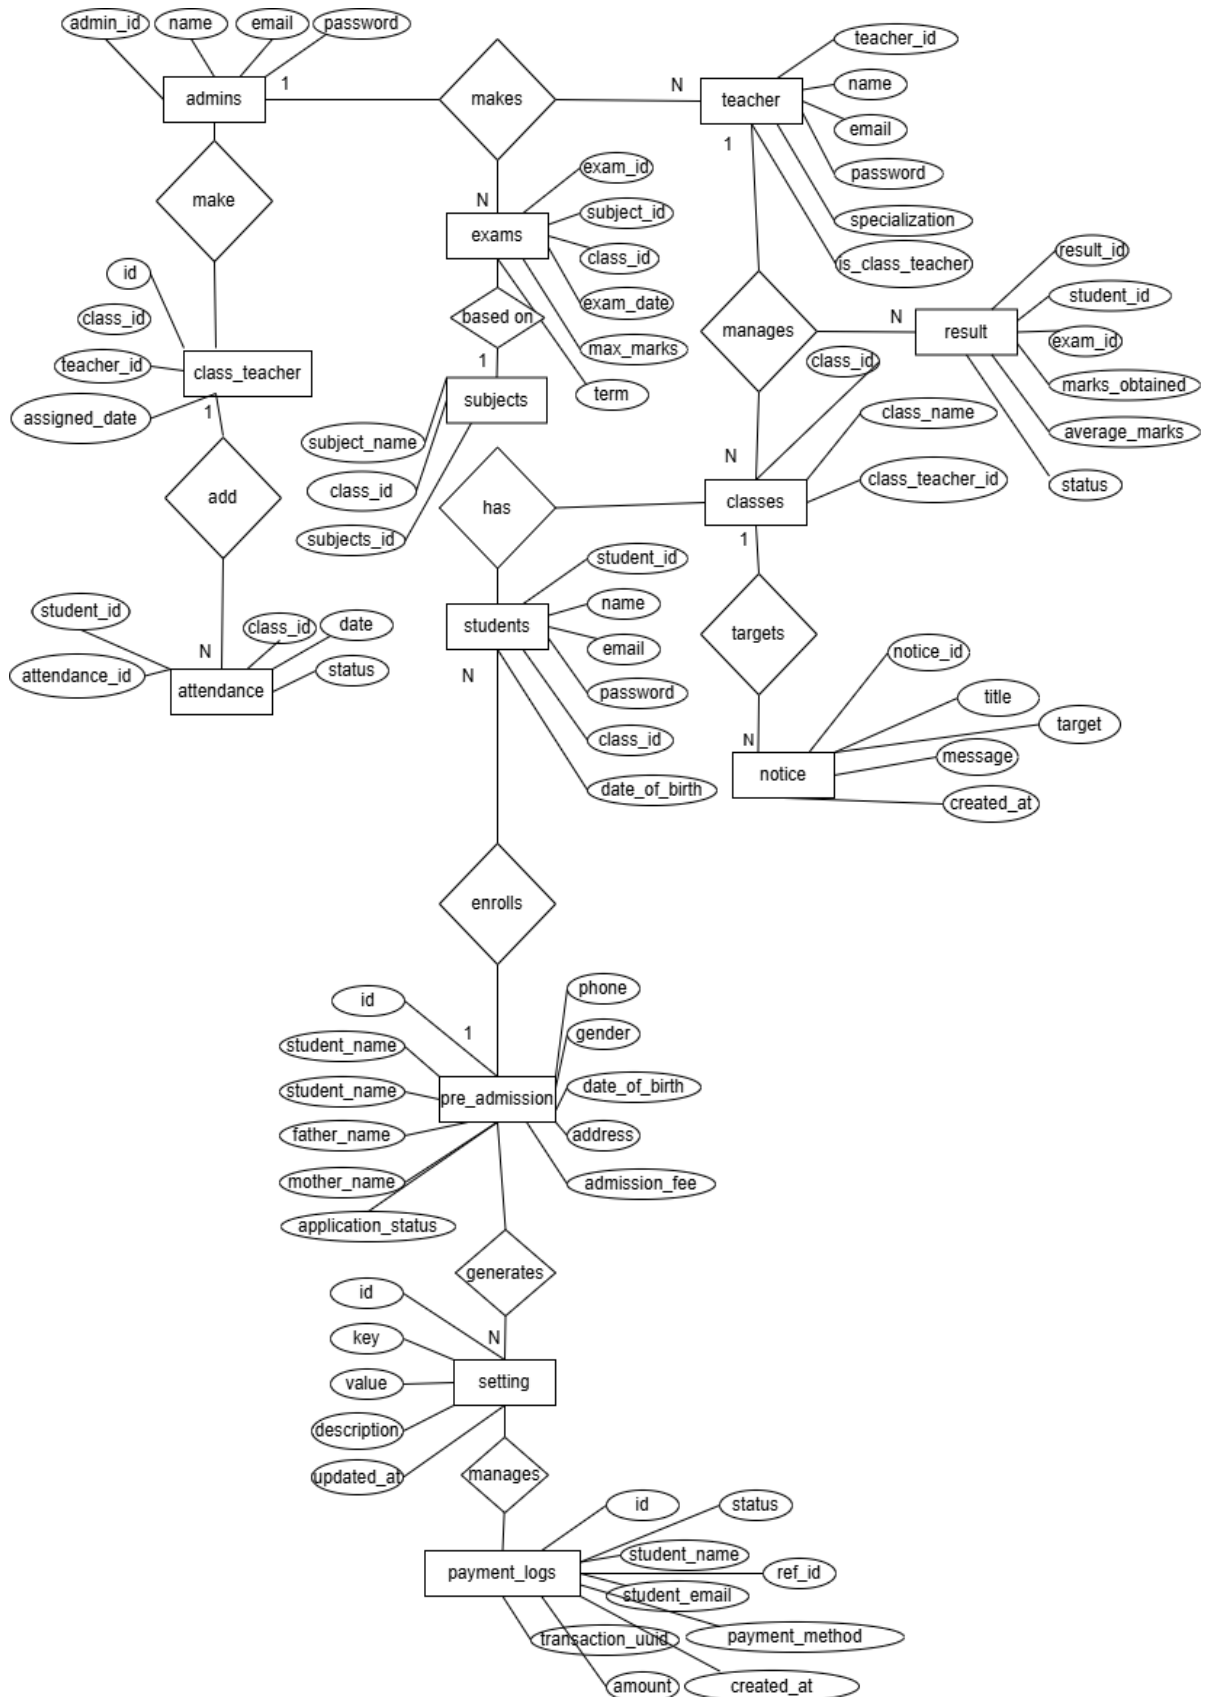 admin_id
name
email
password
admins
1
makes
N
teacher
teacher_id
name
email
password
specialization
is_class_teacher
1
make
N
exams
exam_id
subject_id
class_id
exam_date
max_marks
term
based on
1
subjects
subject_name
class_id
subjects_id
id
class_id
teacher_id
assigned_date
class_teacher
1
add
N
attendance
student_id
attendance_id
class_id
date
status
manages
N
result
result_id
student_id
exam_id
marks_obtained
average_marks
status
class_id
class_name
class_teacher_id
N
classes
1
has
students
student_id
name
email
password
class_id
date_of_birth
N
targets
N
notice
notice_id
title
target
message
created_at
enrolls
1
pre_admission
id
student_name
student_name
father_name
mother_name
application_status
phone
gender
date_of_birth
address
admission_fee
generates
N
setting
id
key
value
description
updated_at
manages
payment_logs
id
status
student_name
ref_id
student_email
payment_method
transaction_uuid
amount
created_at